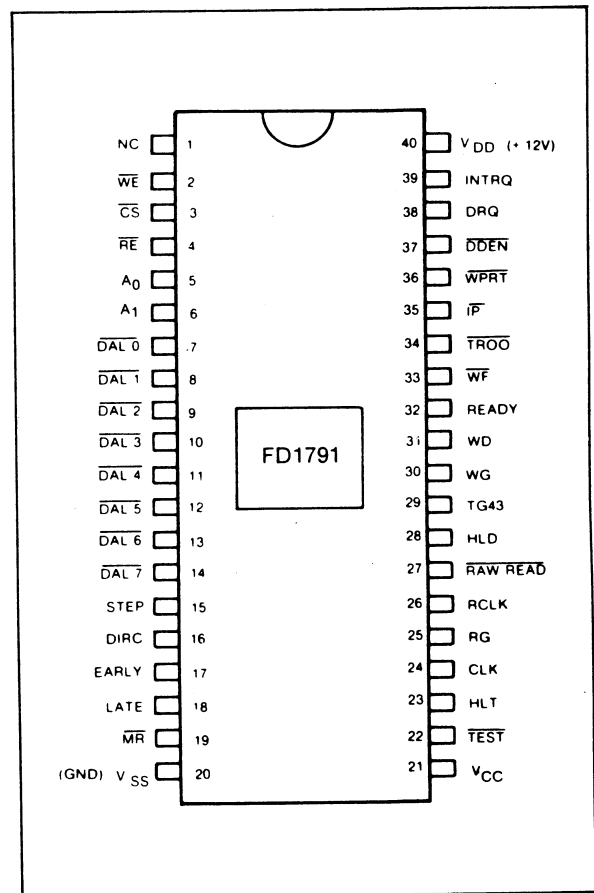 NC 1
WE 2
CS 3
RE 4
A0 5
A1 6
DAL 0 7
DAL 1 8
DAL 2 9
DAL 3 10
DAL 4 11
DAL 5 12
DAL 6 13
DAL 7 14
STEP 15
DIRC 16
EARLY 17
LATE 18
MR 19
(GND) VSS 20
FD1791
40 VDD (+ 12V)
39 INTRQ
38 DRQ
37 DDEN
36 WPRT
35 IP
34 TROO
33 WF
32 READY
31 WD
30 WG
29 TG43
28 HLD
27 RAW READ
26 RCLK
25 RG
24 CLK
23 HLT
22 TEST
21 VCC